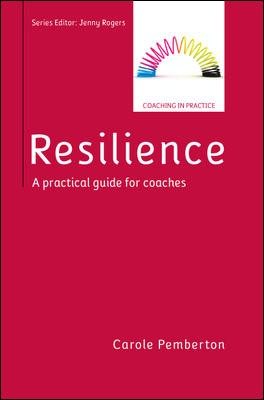 Series Editor: Jenny Rogers
COACHING IN PRACTICE
Resilience
A practical guide for coaches
Carole Pemberton